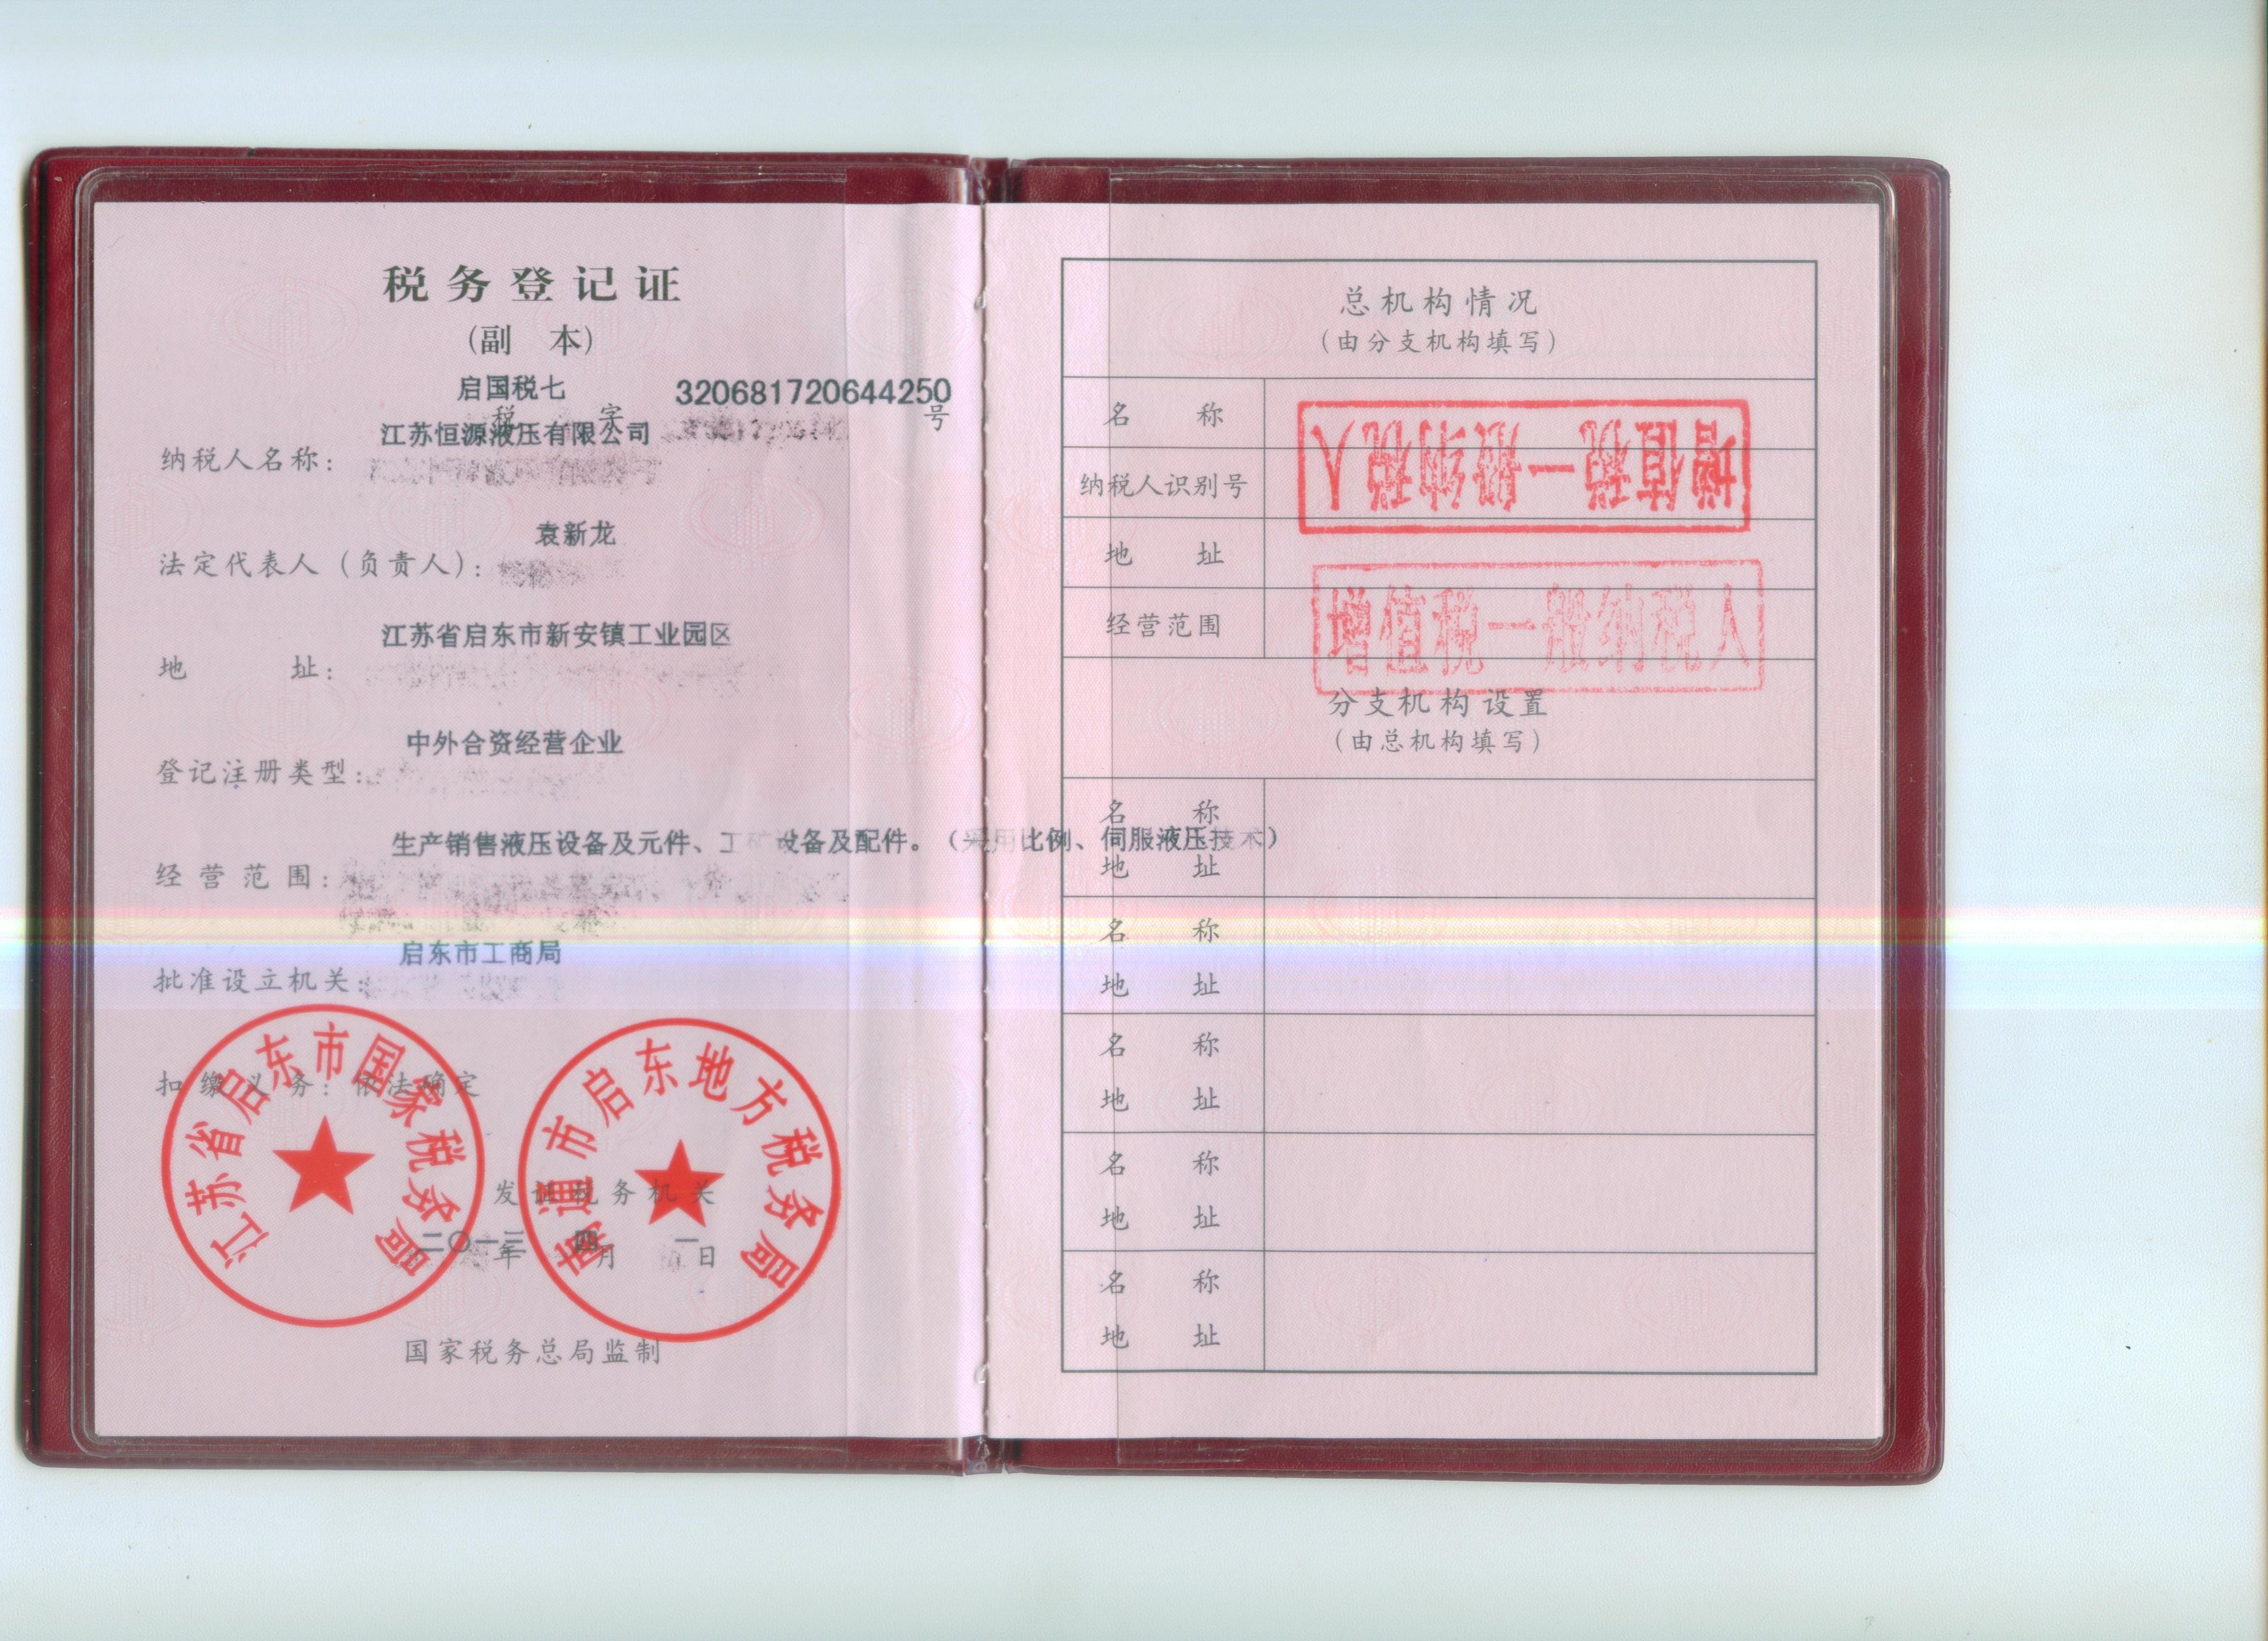 税务登记证
(副 本)
启国税七
税 字 320681720644250 号
纳税人名称: 江苏恒源液压有限公司
法定代表人(负责人): 袁新龙
地 址: 江苏省启东市新安镇工业园区
登记注册类型: 中外合资经营企业
经营范围: 生产销售液压设备及元件、工矿设备及配件。(采用比例、伺服液压技术)
批准设立机关: 启东市工商局
扣缴义务: 依法确定
江苏省启东市国家税务局
南通市启东地方税务局
发证税务机关
二〇一三年 四月 一日
国家税务总局监制
总机构情况
(由分支机构填写)
名 称
纳税人识别号
地 址
经营范围
增值税一般纳税人
增值税一般纳税人
分支机构设置
(由总机构填写)
名 称
地 址
名 称
地 址
名 称
地 址
名 称
地 址
名 称
地 址